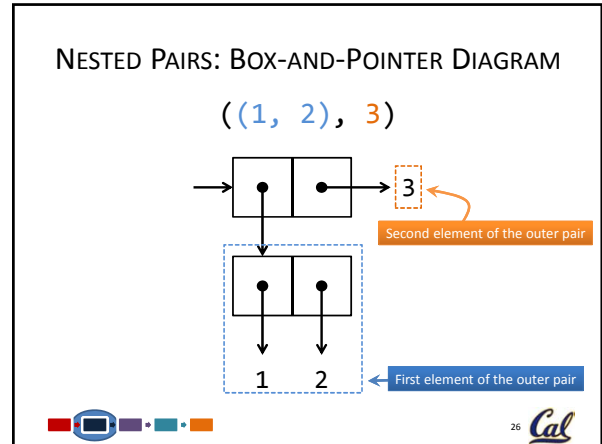 NESTED PAIRS: BOX-AND-POINTER DIAGRAM
((1, 2), 3)
3
Second element of the outer pair
1 2
First element of the outer pair
26 Cal